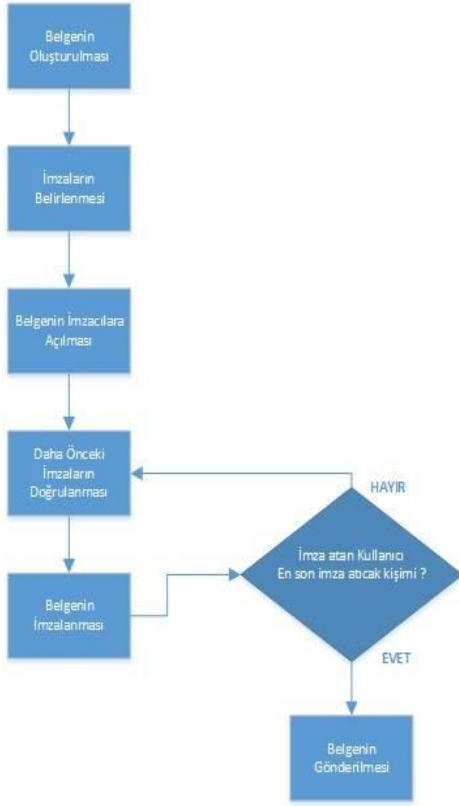 Belgenin
Oluşturulması
İmzaların
Belirlenmesi
Belgenin İmzacılara
Açılması
Daha Önceki
İmzaların
Doğrulanması
HAYIR
İmza atan Kullanıcı
En son imza atıcak kişimi ?
Belgenin
İmzalanması
EVET
Belgenin
Gönderilmesi